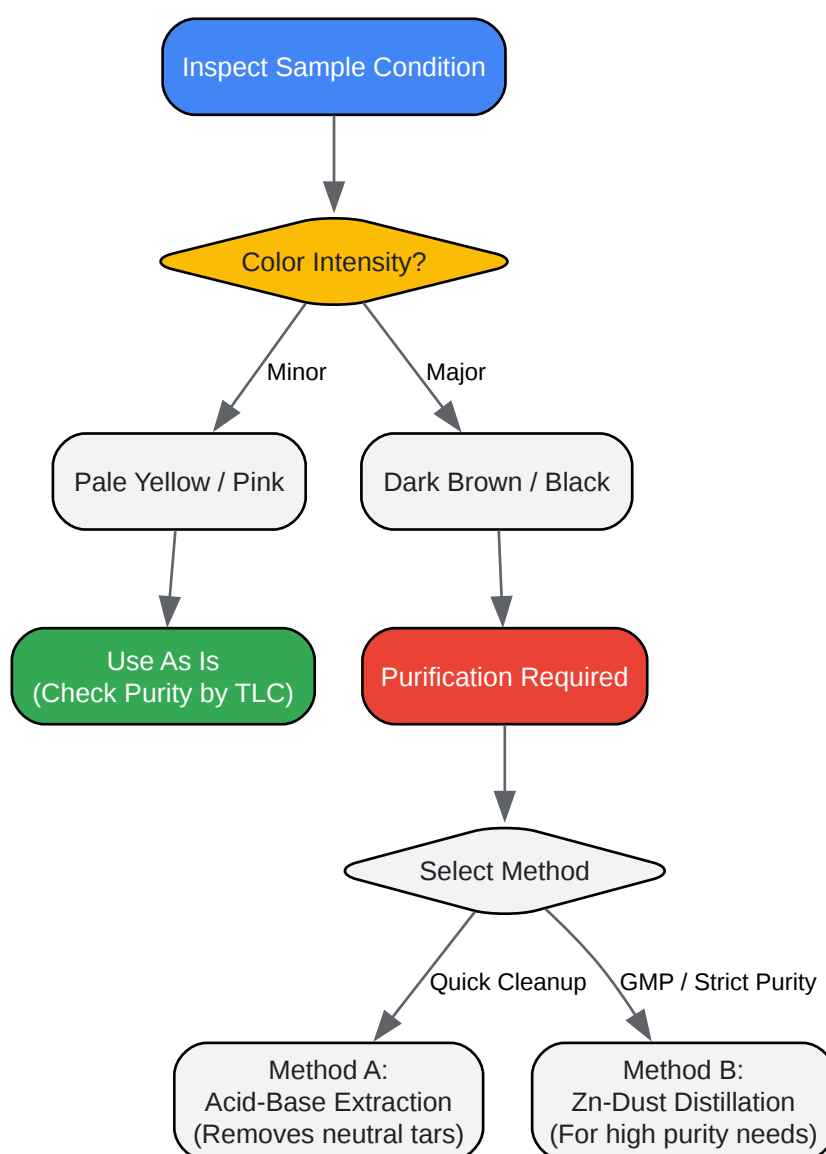 Inspect Sample Condition
Color Intensity?
Minor
Major
Pale Yellow / Pink
Dark Brown / Black
Use As Is
(Check Purity by TLC)
Purification Required
Select Method
Quick Cleanup
GMP / Strict Purity
Method A:
Acid-Base Extraction
(Removes neutral tars)
Method B:
Zn-Dust Distillation
(For high purity needs)